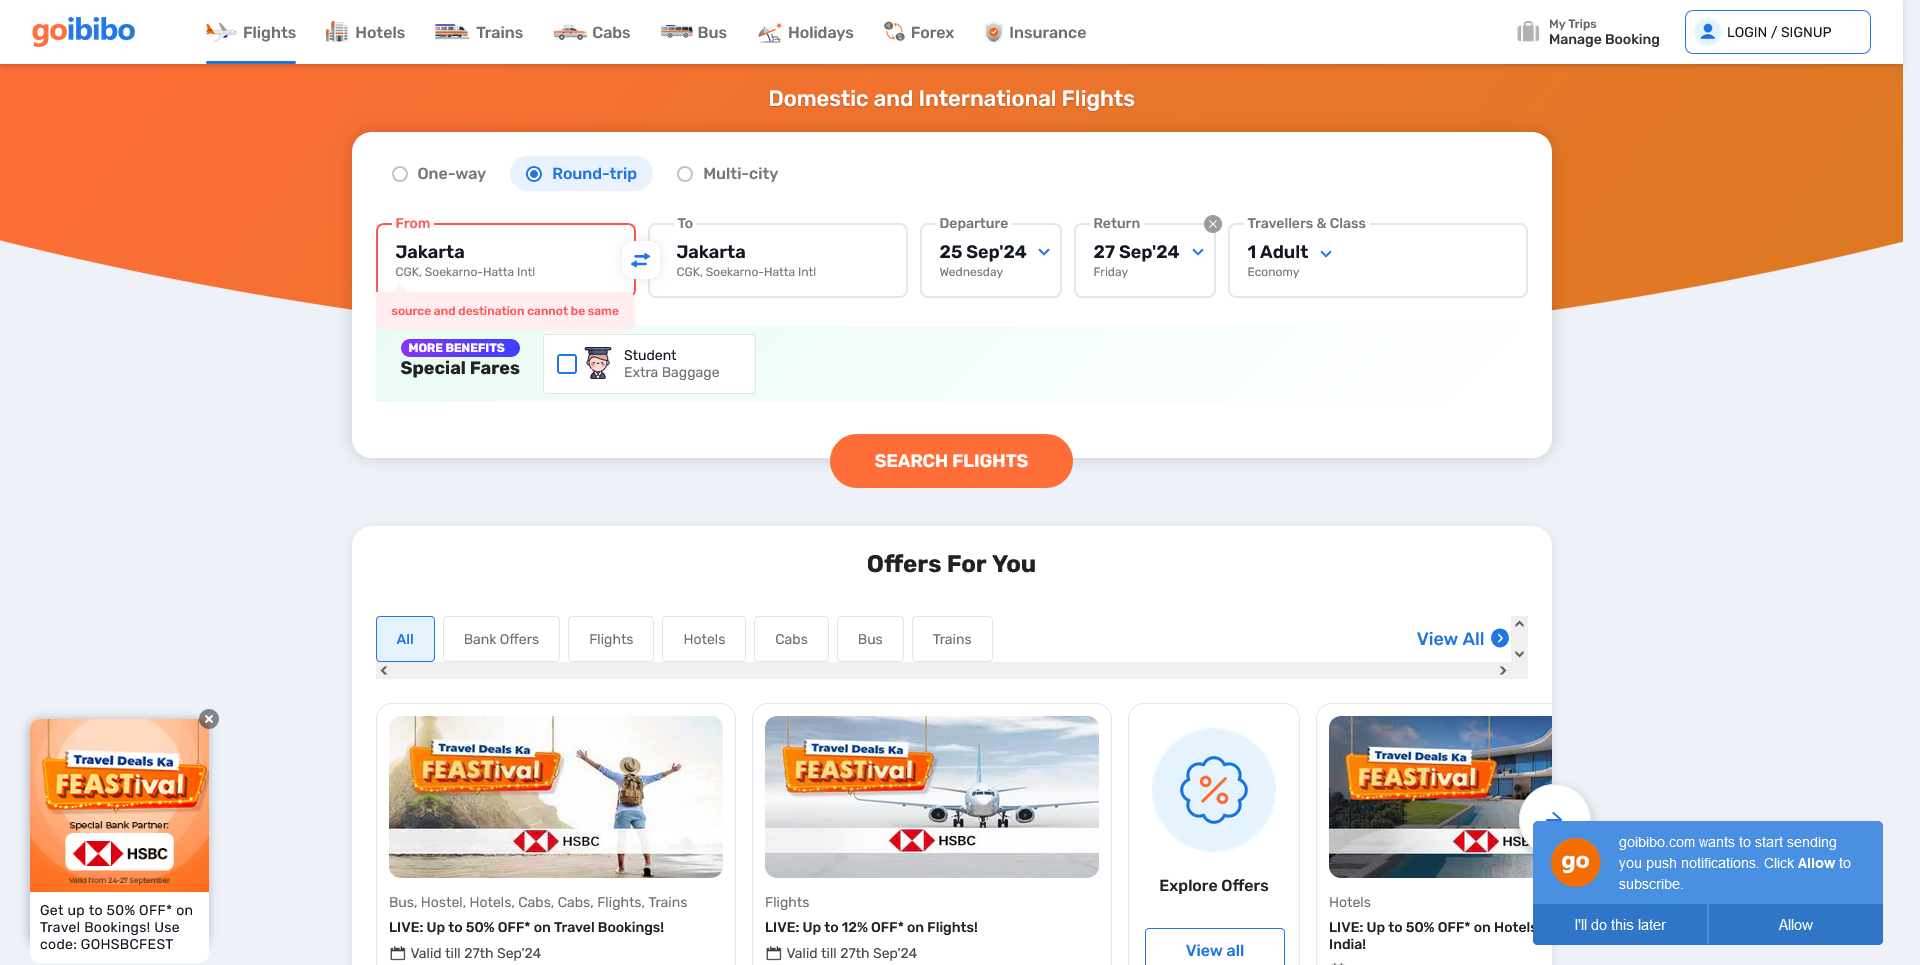 goibibo
Flights
Hotels
Trains
Cabs
Bus
Holidays
Forex
Insurance
My Trips
Manage Booking
LOGIN / SIGNUP
Domestic and International Flights
One-way
Round-trip
Multi-city
From
Jakarta
CGK, Soekarno-Hatta Intl
To
Jakarta
CGK, Soekarno-Hatta Intl
Departure
25 Sep'24
Wednesday
Return
27 Sep'24
Friday
Travellers & Class
1 Adult
Economy
source and destination cannot be same
MORE BENEFITS
Special Fares
Student
Extra Baggage
SEARCH FLIGHTS
Offers For You
All
Bank Offers
Flights
Hotels
Cabs
Bus
Trains
View All
Travel Deals Ka
FEASTival
HSBC
Bus, Hostel, Hotels, Cabs, Cabs, Flights, Trains
LIVE: Up to 50% OFF* on Travel Bookings!
Valid till 27th Sep'24
Travel Deals Ka
FEASTival
HSBC
Flights
LIVE: Up to 12% OFF* on Flights!
Valid till 27th Sep'24
%
Explore Offers
View all
Travel Deals Ka
FEASTival
HSB
Hotels
LIVE: Up to 50% OFF* on Hotels
India!
Travel Deals Ka
FEASTival
Special Bank Partner:
HSBC
Valid from 24-27 September
Get up to 50% OFF* on
Travel Bookings! Use
code: GOHSBCFEST
go
goibibo.com wants to start sending
you push notifications. Click Allow to
subscribe.
I'll do this later
Allow